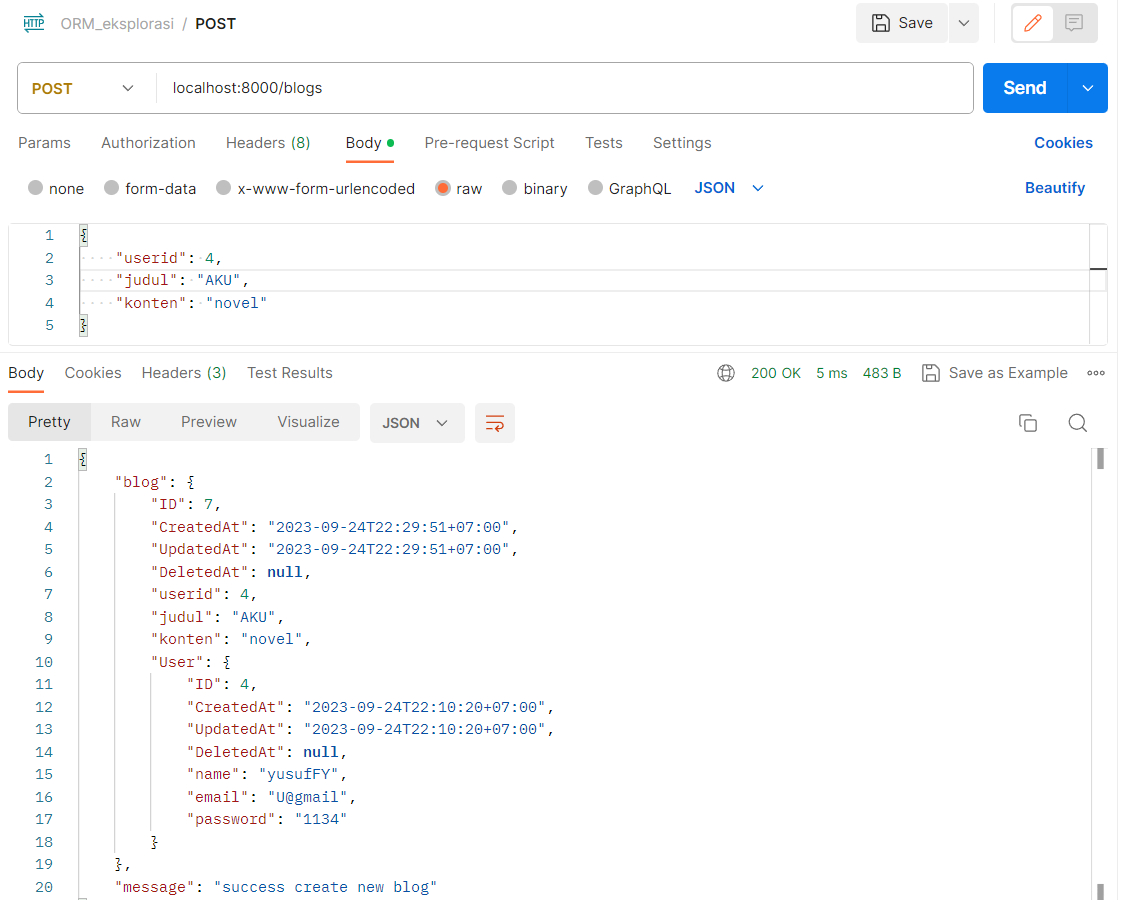 HTTP ORM_eksplorasi / POST Save
POST localhost:8000/blogs Send
Params Authorization Headers (8) Body Pre-request Script Tests Settings Cookies
none form-data x-www-form-urlencoded raw binary GraphQL JSON Beautify
1 {
2 "userid": 4,
3 "judul": "AKU",
4 "konten": "novel"
5 }
Body Cookies Headers (3) Test Results 200 OK 5 ms 483 B Save as Example
Pretty Raw Preview Visualize JSON
1 {
2 "blog": {
3 "ID": 7,
4 "CreatedAt": "2023-09-24T22:29:51+07:00",
5 "UpdatedAt": "2023-09-24T22:29:51+07:00",
6 "DeletedAt": null,
7 "userid": 4,
8 "judul": "AKU",
9 "konten": "novel",
10 "User": {
11 "ID": 4,
12 "CreatedAt": "2023-09-24T22:10:20+07:00",
13 "UpdatedAt": "2023-09-24T22:10:20+07:00",
14 "DeletedAt": null,
15 "name": "yusufFY",
16 "email": "U@gmail",
17 "password": "1134"
18 }
19 },
20 "message": "success create new blog"